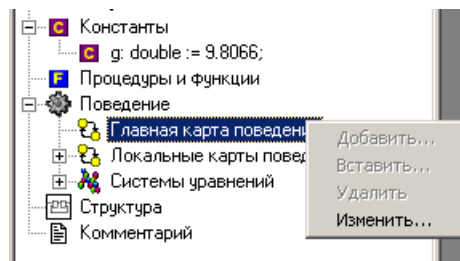 Константы
g: double := 9.8066;
Процедуры и функции
Поведение
Главная карта поведени
Локальные карты повед
Системы уравнений
Структура
Комментарий
Добавить...
Вставить...
Удалить
Изменить...